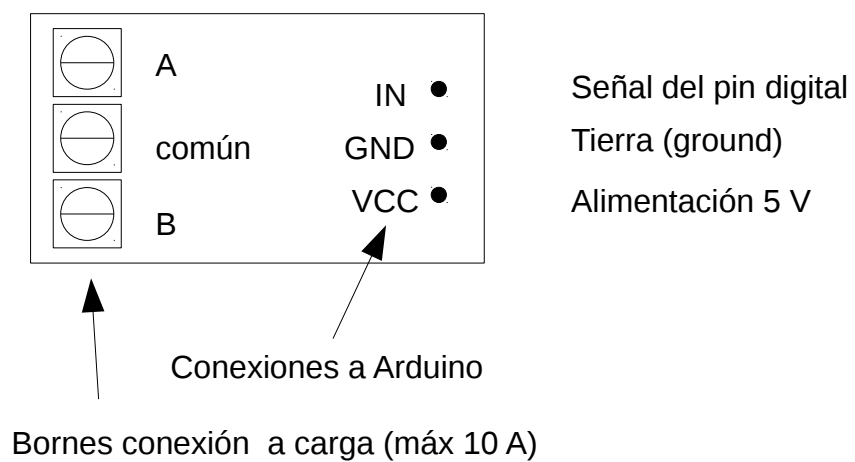 A
IN
Señal del pin digital
común
GND
Tierra (ground)
VCC
Alimentación 5 V
B
Conexiones a Arduino
Bornes conexión  a carga (máx 10 A)